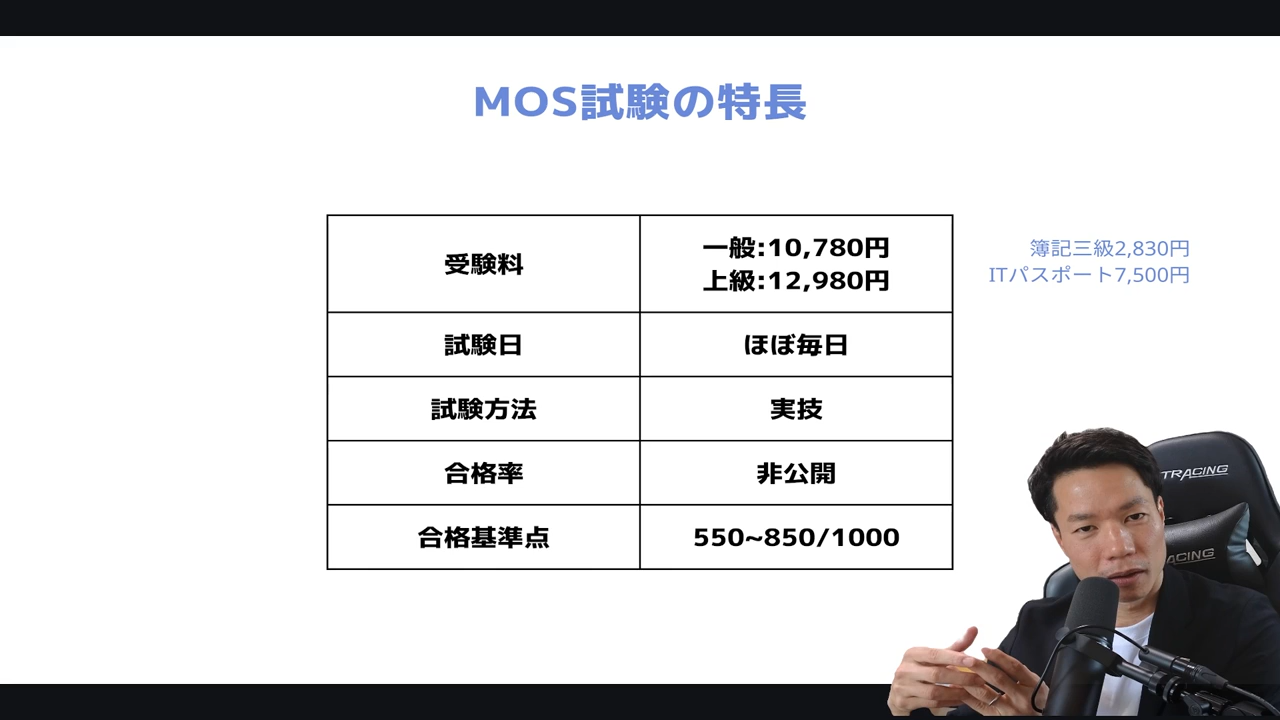 MOS試験の特長
受験料
一般:10,780円
上級:12,980円
簿記三級2,830円
ITパスポート7,500円
試験日
ほぼ毎日
試験方法
実技
合格率
非公開
合格基準点
550~850/1000
TRACING
ACING